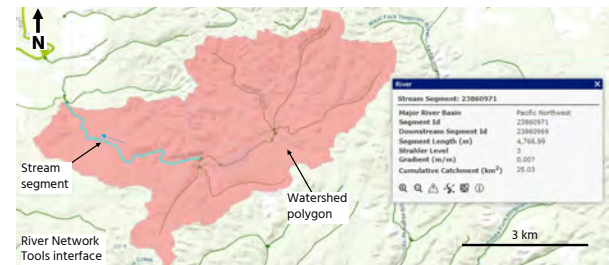 N
Stream
segment
Watershed
polygon
River Network
Tools interface
River
Stream Segment: 23860971
Major River Basin Pacific Northwest
Segment Id 23860971
Downstream Segment Id 23860969
Segment Length (m) 4,766.99
Strahler Level 3
Gradient (m/m) 0.007
Cumulative Catchment (km²) 25.03
3 km